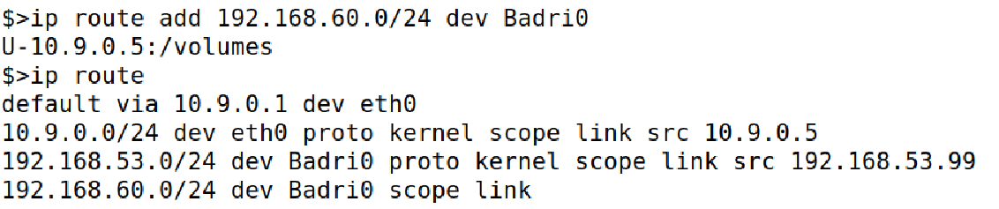 $>ip route add 192.168.60.0/24 dev Badri0
U-10.9.0.5:/volumes
$>ip route
default via 10.9.0.1 dev eth0
10.9.0.0/24 dev eth0 proto kernel scope link src 10.9.0.5
192.168.53.0/24 dev Badri0 proto kernel scope link src 192.168.53.99
192.168.60.0/24 dev Badri0 scope link